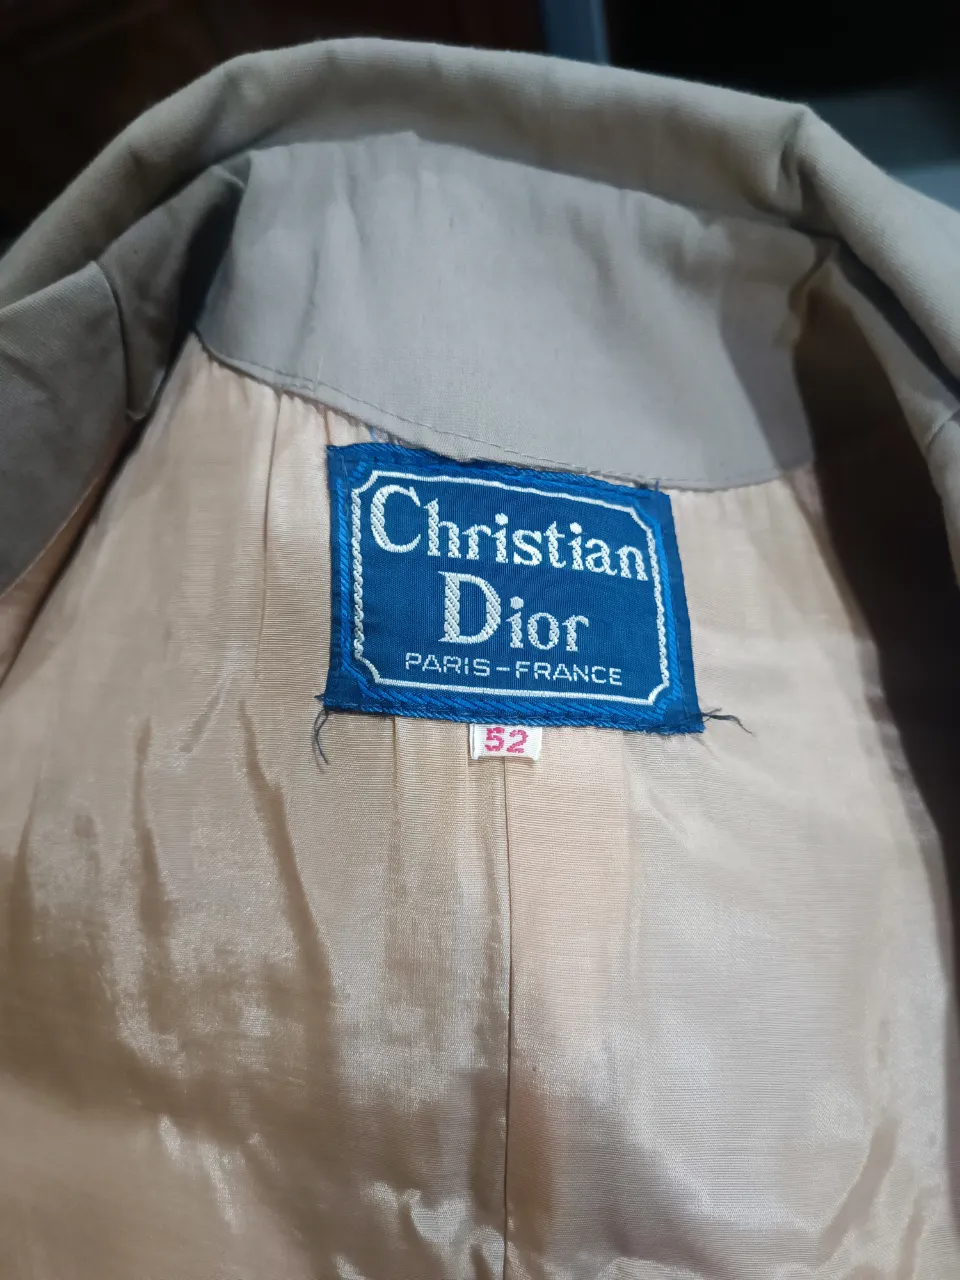 Christian
Dior
PARIS-FRANCE
52